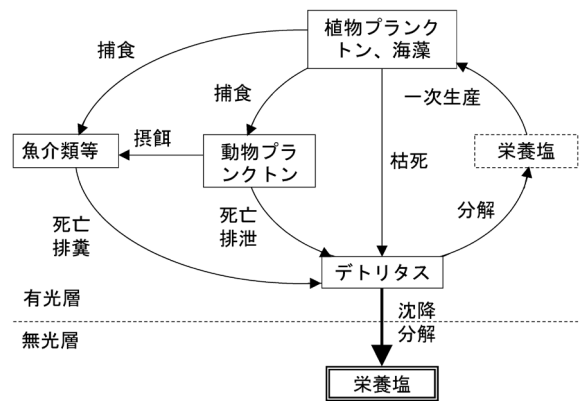 植物プランク
トン、海藻
捕食
捕食
一次生産
魚介類等
摂餌
動物プラ
ンクトン
枯死
栄養塩
死亡
排糞
死亡
排泄
分解
デトリタス
有光層
沈降
分解
無光層
栄養塩